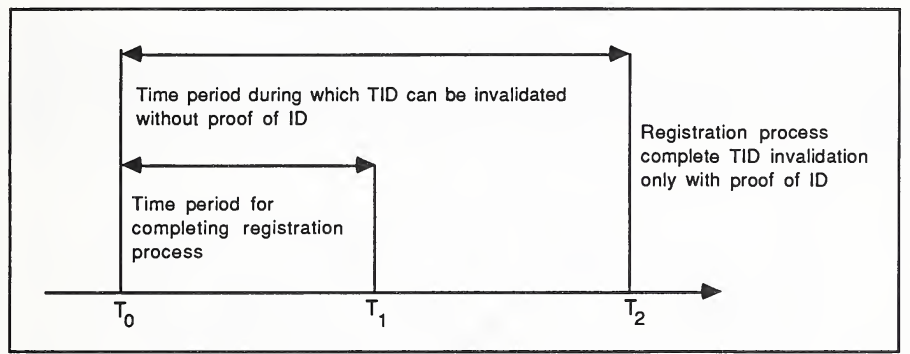 Time period during which TID can be invalidated
without proof of ID
Registration process
complete TID invalidation
only with proof of ID
Time period for
completing registration
process
T0
T1
T2